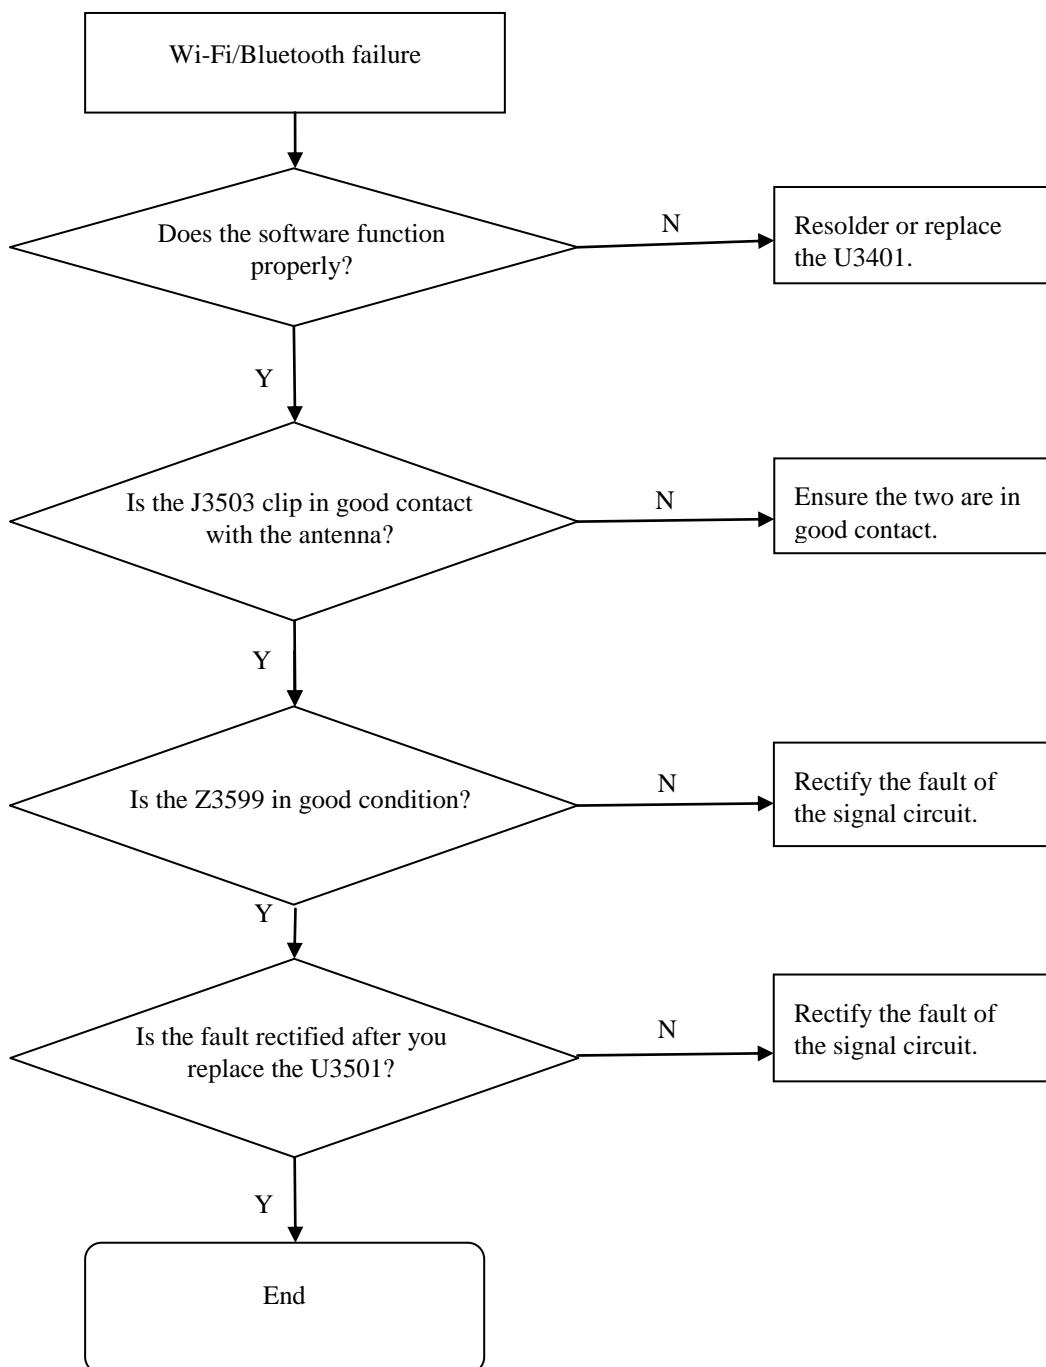 Wi-Fi/Bluetooth failure
Does the software function
properly?
N
Resolder or replace
the U3401.
Y
Is the J3503 clip in good contact
with the antenna?
N
Ensure the two are in
good contact.
Y
Is the Z3599 in good condition?
N
Rectify the fault of
the signal circuit.
Y
Is the fault rectified after you
replace the U3501?
N
Rectify the fault of
the signal circuit.
Y
End